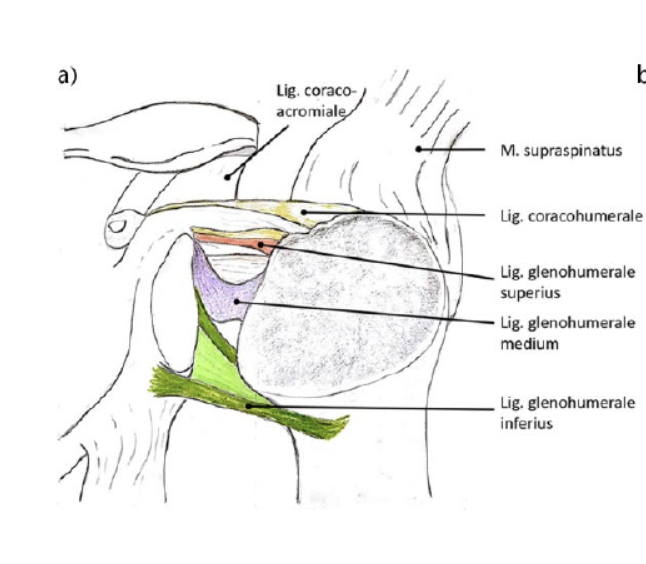 a)
b
Lig. coraco-
acromiale
M. supraspinatus
Lig. coracohumerale
Lig. glenohumerale
superius
Lig. glenohumerale
medium
Lig. glenohumerale
inferius